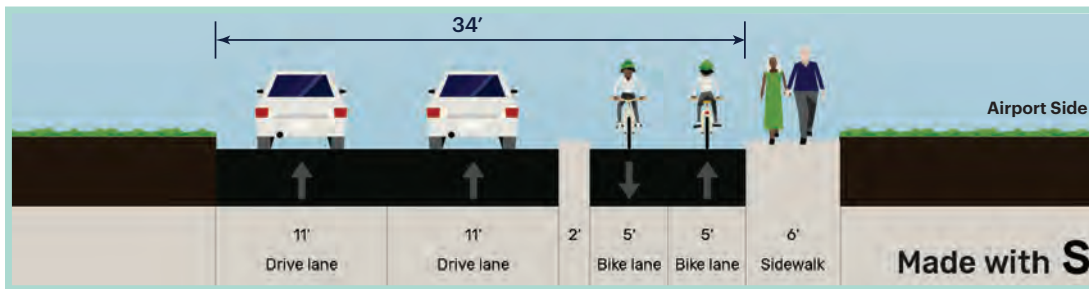 34'
Airport Side
11' 11' 2' 5' 5' 6'
Drive lane Drive lane Bike lane Bike lane Sidewalk
Made with S